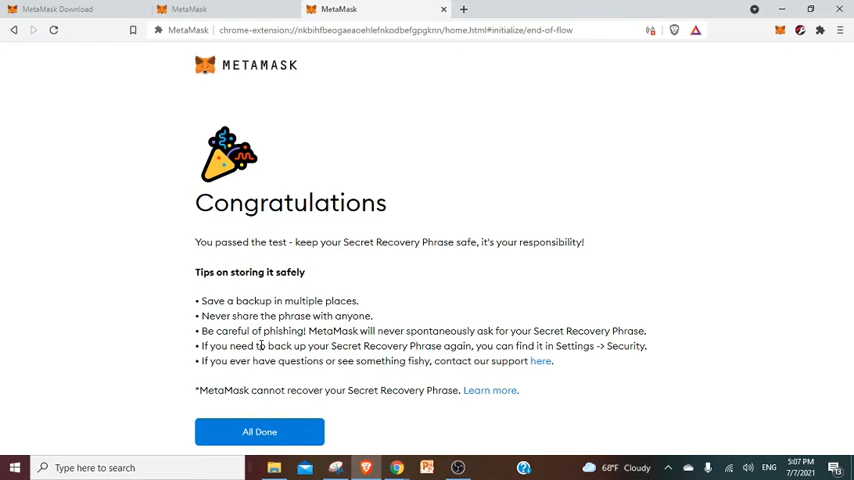 MetaMask Download
MetaMask
MetaMask
MetaMask
chrome-extension://nkbihfbeogaeaoehlefnkodbefgpgknn/home.html#initialize/end-of-flow
METAMASK
Congratulations
You passed the test - keep your Secret Recovery Phrase safe, it's your responsibility!
Tips on storing it safely
• Save a backup in multiple places.
• Never share the phrase with anyone.
• Be careful of phishing! MetaMask will never spontaneously ask for your Secret Recovery Phrase.
• If you need to back up your Secret Recovery Phrase again, you can find it in Settings -> Security.
• If you ever have questions or see something fishy, contact our support here.
*MetaMask cannot recover your Secret Recovery Phrase. Learn more.
All Done
Type here to search
68°F Cloudy
ENG
5:07 PM
7/7/2021